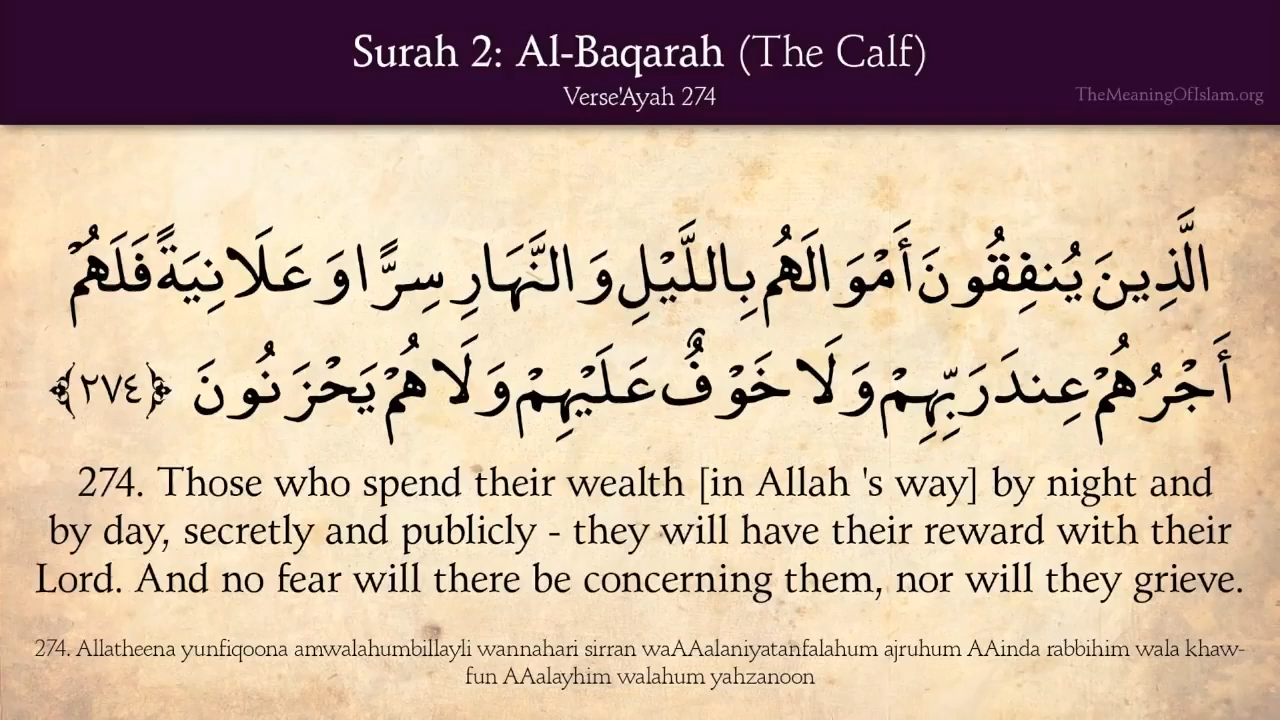 Surah 2: Al-Baqarah (The Calf)
Verse'Ayah 274
TheMeaningOfIslam.org
الَّذِينَ يُنفِقُونَ أَمْوَالَهُم بِاللَّيْلِ وَالنَّهَارِ سِرًّا وَعَلَانِيَةً فَلَهُمْ
أَجْرُهُمْ عِندَ رَبِّهِمْ وَلَا خَوْفٌ عَلَيْهِمْ وَلَا هُمْ يَحْزَنُونَ ﴿٢٧٤﴾
274. Those who spend their wealth [in Allah 's way] by night and
by day, secretly and publicly - they will have their reward with their
Lord. And no fear will there be concerning them, nor will they grieve.
274. Allatheena yunfiqoona amwalahumbillayli wannahari sirran waAAalaniyatanfalahum ajruhum AAinda rabbihim wala khaw-
fun AAalayhim walahum yahzanoon